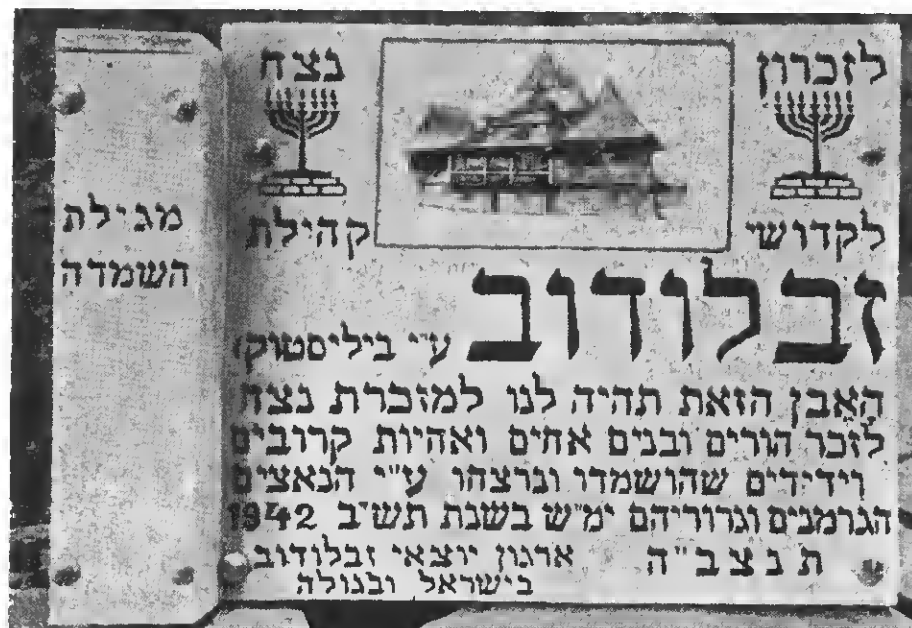 לזכרון נצח
לקדושי קהילת
זבלודוב ע״י ביליסטוק
האבן הזאת תהיה לנו למזכרת נצח
לזכר הורים ובנים אחים ואחיות קרובים
וידידים שהושמדו ונרצחו ע״י הנאצים
הגרמנים וגרוריהם ימ״ש בשנת תש״ב 1942
ת נ צ ב "ה ארגון יוצאי זבלודוב
בישראל ובגולה
מגילת
השמדה